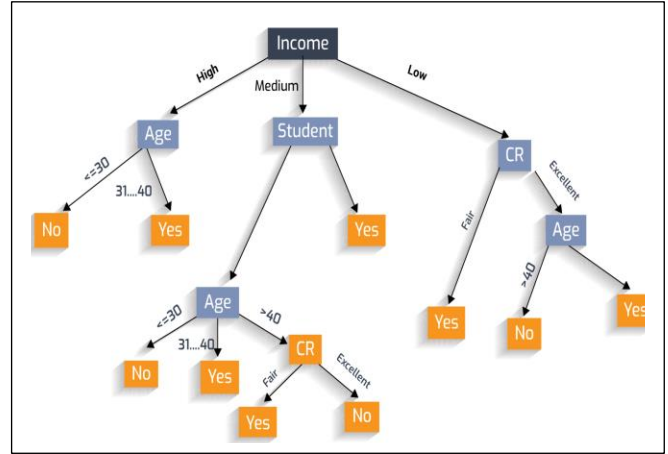 Income
High
Medium
Low
Age
Student
CR
<=30
31....40
Fair
Excellent
No
Yes
Yes
Age
Age
>40
<=30
31....40
>40
CR
Yes
No
Yes
No
Yes
Fair
Excellent
Yes
No